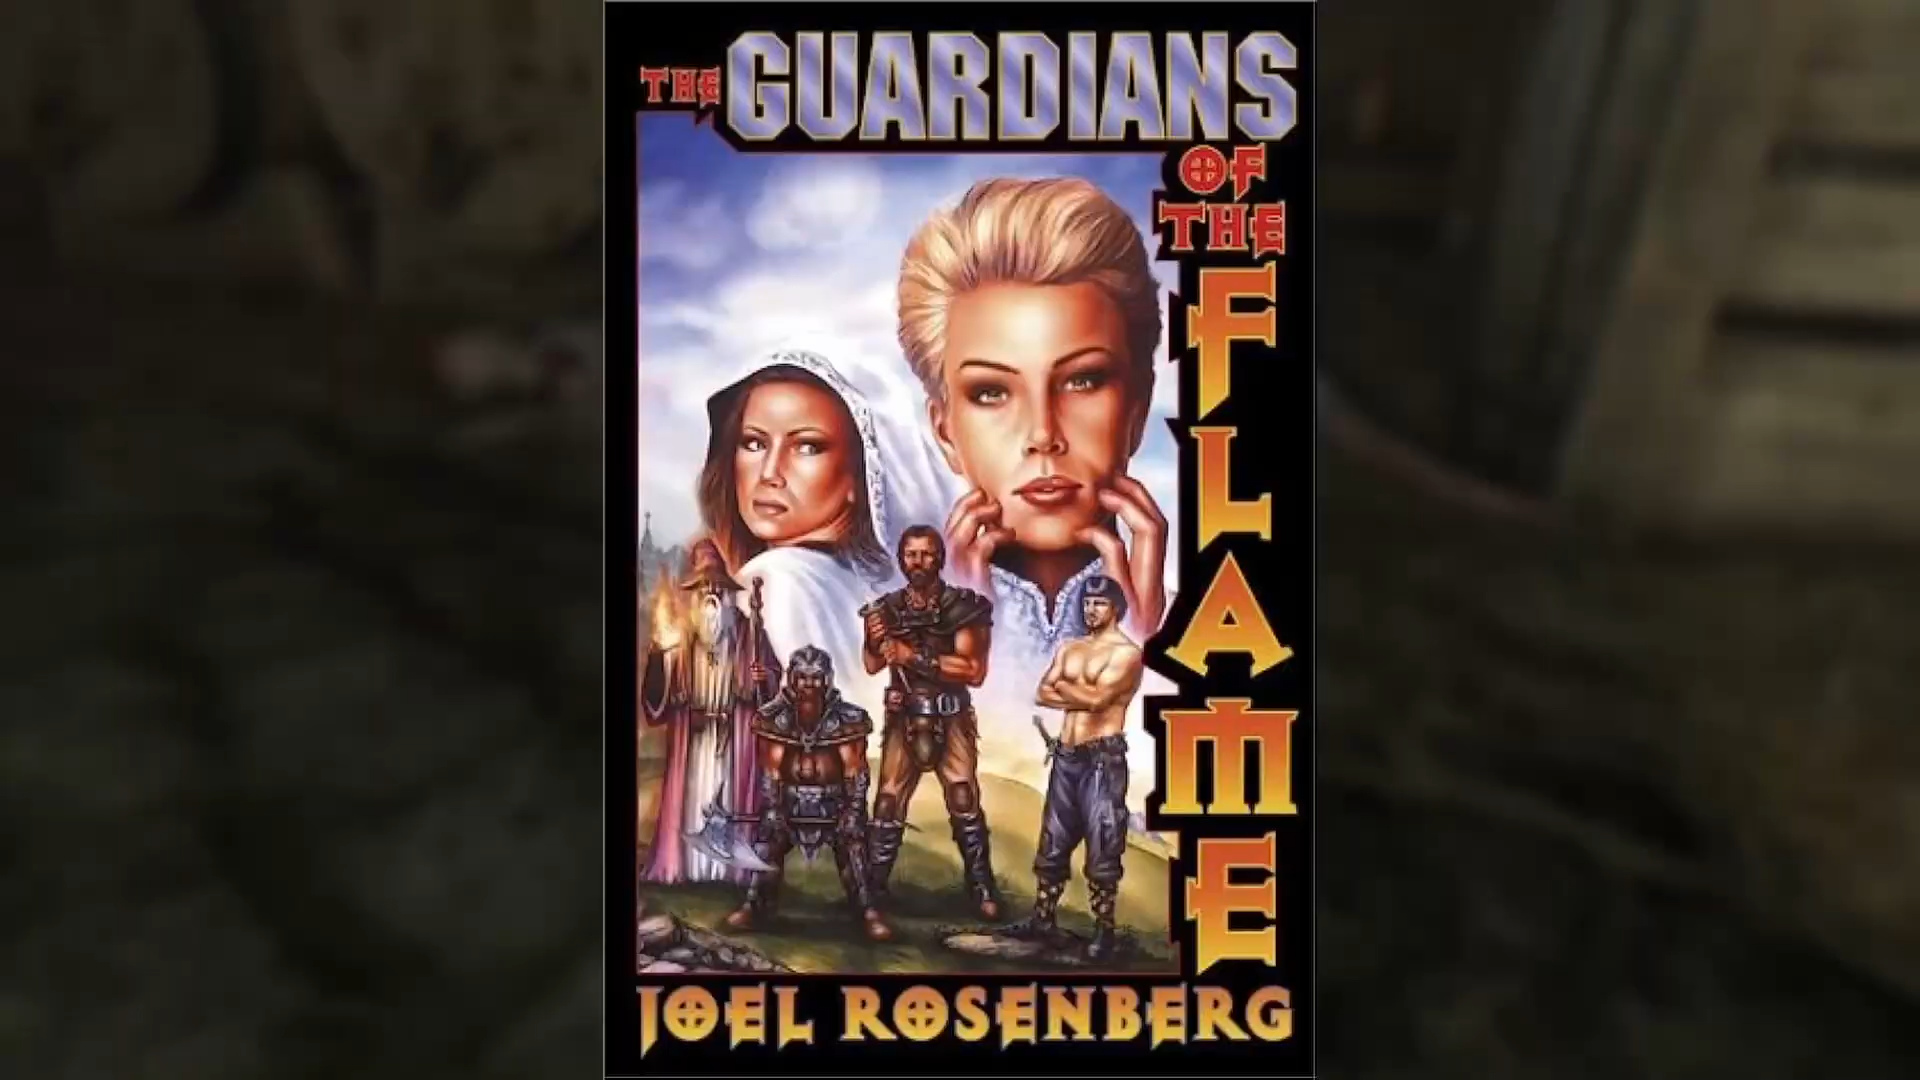 THE GUARDIANS
OF
THE
FLAME
JOEL ROSENBERG